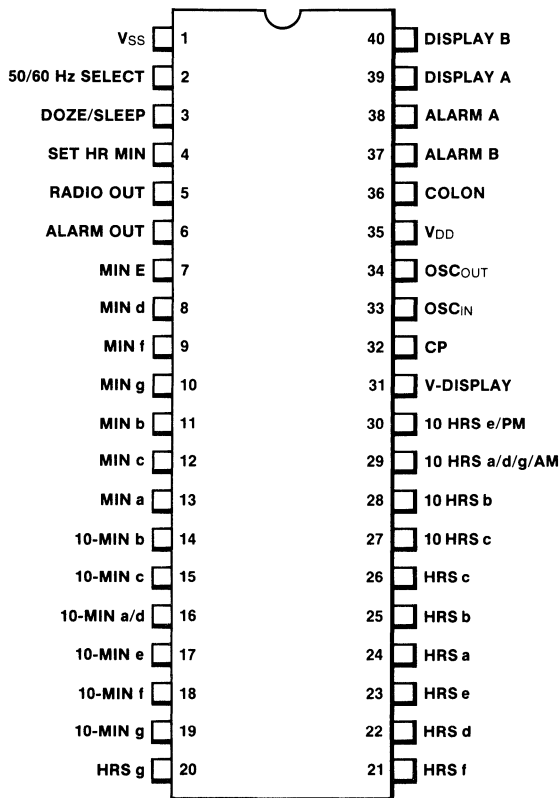 VSS 1 40 DISPLAY B
50/60 Hz SELECT 2 39 DISPLAY A
DOZE/SLEEP 3 38 ALARM A
SET HR MIN 4 37 ALARM B
RADIO OUT 5 36 COLON
ALARM OUT 6 35 VDD
MIN E 7 34 OSCOUT
MIN d 8 33 OSCIN
MIN f 9 32 CP
MIN g 10 31 V-DISPLAY
MIN b 11 30 10 HRS e/PM
MIN c 12 29 10 HRS a/d/g/AM
MIN a 13 28 10 HRS b
10-MIN b 14 27 10 HRS c
10-MIN c 15 26 HRS c
10-MIN a/d 16 25 HRS b
10-MIN e 17 24 HRS a
10-MIN f 18 23 HRS e
10-MIN g 19 22 HRS d
HRS g 20 21 HRS f